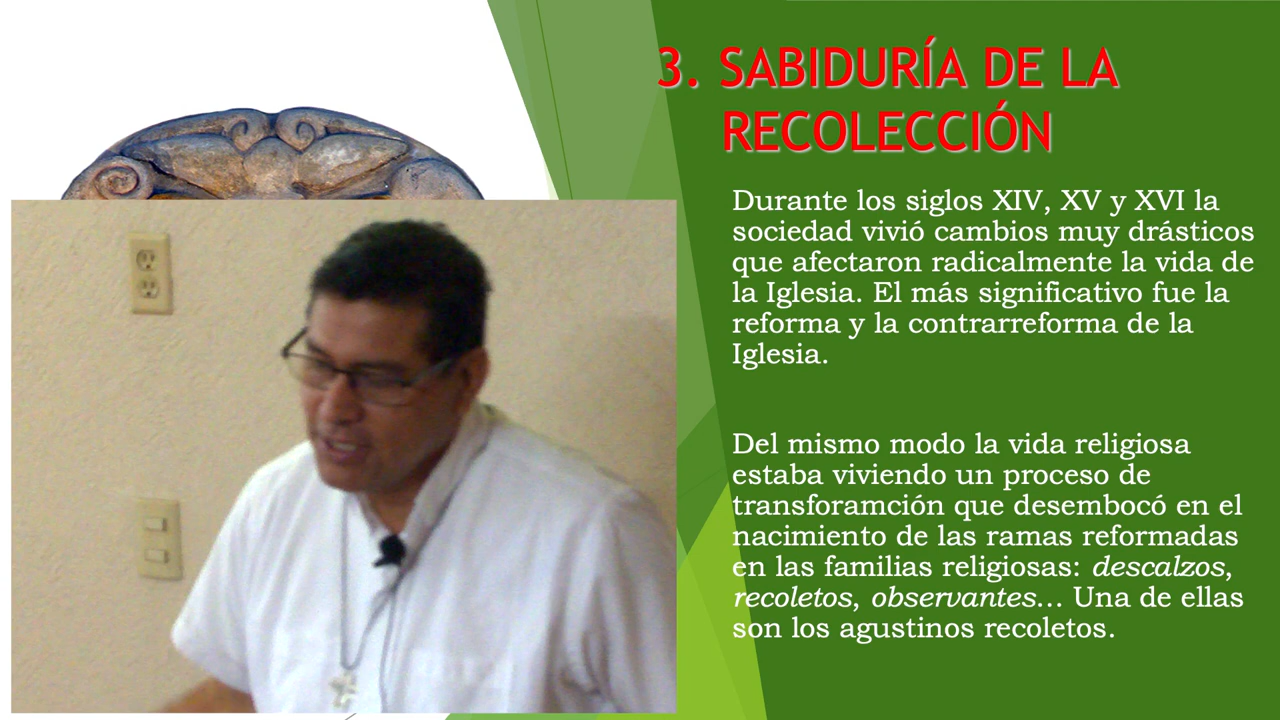 3. SABIDURÍA DE LA
RECOLECCIÓN
Durante los siglos XIV, XV y XVI la
sociedad vivió cambios muy drásticos
que afectaron radicalmente la vida de
la Iglesia. El más significativo fue la
reforma y la contrarreforma de la
Iglesia.
Del mismo modo la vida religiosa
estaba viviendo un proceso de
transforamción que desembocó en el
nacimiento de las ramas reformadas
en las familias religiosas: descalzos,
recoletos, observantes... Una de ellas
son los agustinos recoletos.